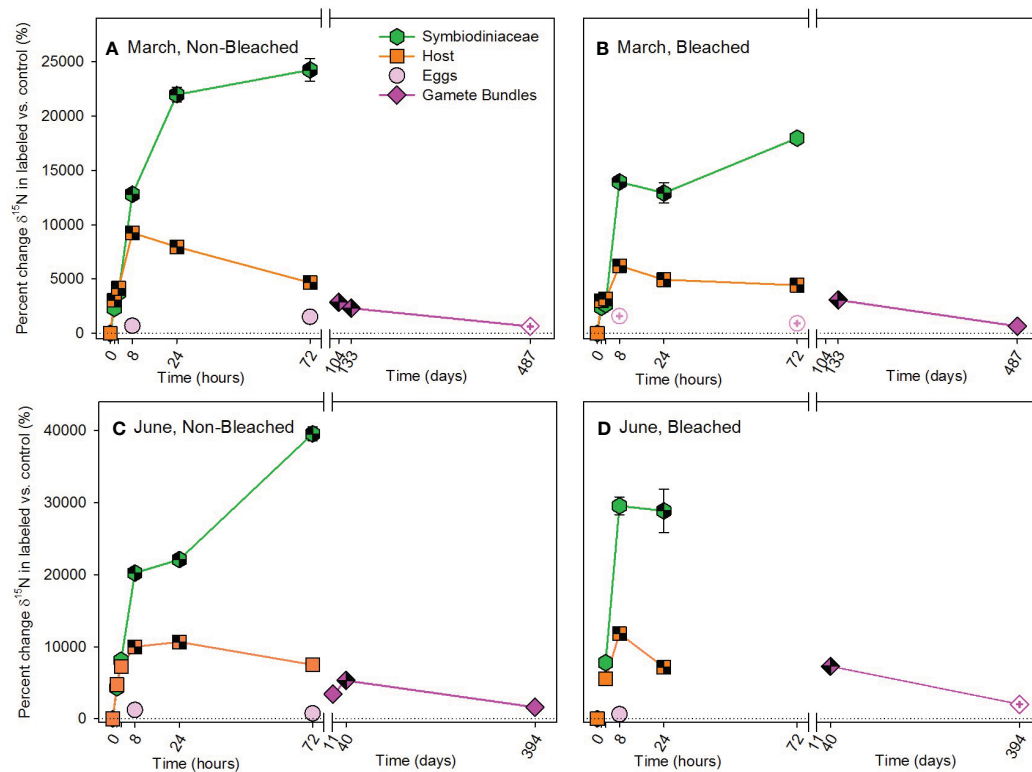 A March, Non-Bleached
Symbiodiniaceae
Host
Eggs
Gamete Bundles
Percent change δ15N in labeled vs. control (%)
25000
20000
15000
10000
5000
0
0 8 24 72 104 133 487
Time (hours) Time (days)
B March, Bleached
0 8 24 72 104 133 487
Time (hours) Time (days)
C June, Non-Bleached
Percent change δ15N in labeled vs. control (%)
40000
30000
20000
10000
0
0 8 24 72 11 40 394
Time (hours) Time (days)
D June, Bleached
0 8 24 72 11 40 394
Time (hours) Time (days)